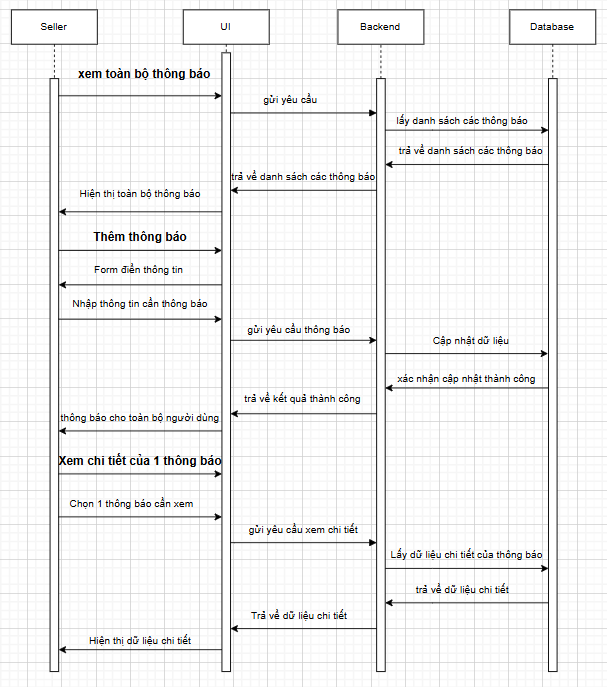 Seller
UI
Backend
Database
xem toàn bộ thông báo
gửi yêu cầu
lấy danh sách các thông báo
trả về danh sách các thông báo
trả về danh sách các thông báo
Hiện thị toàn bộ thông báo
Thêm thông báo
Form điền thông tin
Nhập thông tin cần thông báo
gửi yêu cầu thông báo
Cập nhật dữ liệu
xác nhận cập nhật thành công
trả về kết quả thành công
thông báo cho toàn bộ người dùng
Xem chi tiết của 1 thông báo
Chọn 1 thông báo cần xem
gửi yêu cầu xem chi tiết
Lấy dữ liệu chi tiết của thông báo
trả về dữ liệu chi tiết
Trả về dữ liệu chi tiết
Hiện thị dữ liệu chi tiết